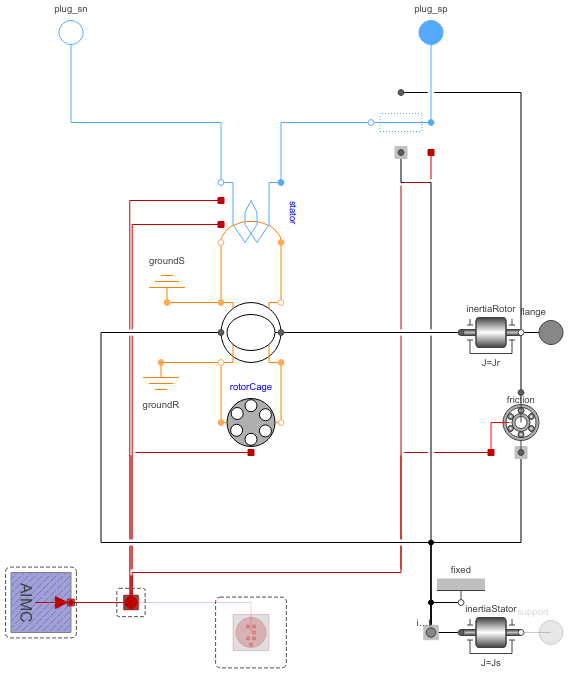 plug_sn
plug_sp
stator
groundS
inertiaRotor
flange
J=Jr
rotorCage
groundR
friction
fixed
AIMC
i...
inertiaStator
support
J=Js